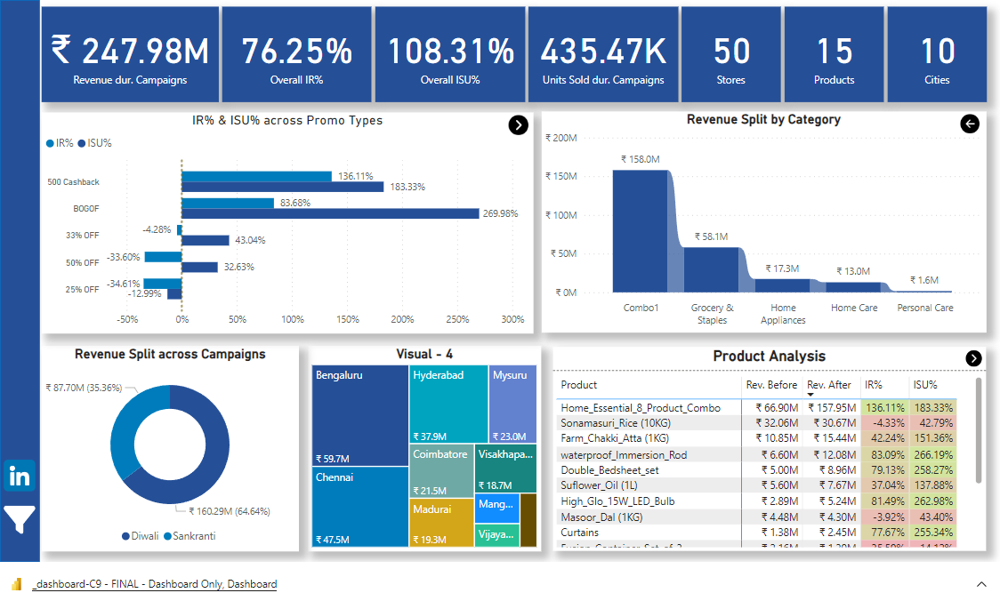 ₹ 247.98M
Revenue dur. Campaigns
76.25%
Overall IR%
108.31%
Overall ISU%
435.47K
Units Sold dur. Campaigns
50
Stores
15
Products
10
Cities
IR% & ISU% across Promo Types
IR% ISU%
500 Cashback
136.11%
183.33%
BOGOF
83.68%
269.98%
33% OFF
-4.28%
43.04%
50% OFF
-33.60%
32.63%
25% OFF
-34.61%
-12.99%
-50% 0% 50% 100% 150% 200% 250% 300%
Revenue Split by Category
₹ 200M
₹ 150M
₹ 100M
₹ 50M
₹ 0M
₹ 158.0M
₹ 58.1M
₹ 17.3M
₹ 13.0M
₹ 1.6M
Combo1
Grocery &
Staples
Home
Appliances
Home Care
Personal Care
Revenue Split across Campaigns
₹ 87.70M (35.36%)
₹ 160.29M (64.64%)
Diwali Sankranti
Visual - 4
Bengaluru
₹ 59.7M
Chennai
₹ 47.5M
Hyderabad
₹ 37.9M
Mysuru
₹ 23.0M
Coimbatore
₹ 21.5M
Visakhapa...
₹ 18.7M
Madurai
₹ 19.3M
Mang...
Vijaya...
Product Analysis
Product Rev. Before Rev. After IR% ISU%
Home_Essential_8_Product_Combo ₹ 66.90M ₹ 157.95M 136.11% 183.33%
Sonamasuri_Rice (10KG) ₹ 32.06M ₹ 30.67M -4.33% 42.79%
Farm_Chakki_Atta (1KG) ₹ 10.85M ₹ 15.44M 42.24% 151.36%
waterproof_Immersion_Rod ₹ 6.60M ₹ 12.08M 83.09% 266.19%
Double_Bedsheet_set ₹ 5.00M ₹ 8.96M 79.13% 258.27%
Suflower_Oil (1L) ₹ 5.60M ₹ 7.67M 37.04% 137.88%
High_Glo_15W_LED_Bulb ₹ 2.89M ₹ 5.24M 81.49% 262.98%
Masoor_Dal (1KG) ₹ 4.48M ₹ 4.30M -3.92% 43.40%
Curtains ₹ 1.38M ₹ 2.45M 77.67% 255.34%
in
_dashboard-C9 - FINAL - Dashboard Only, Dashboard